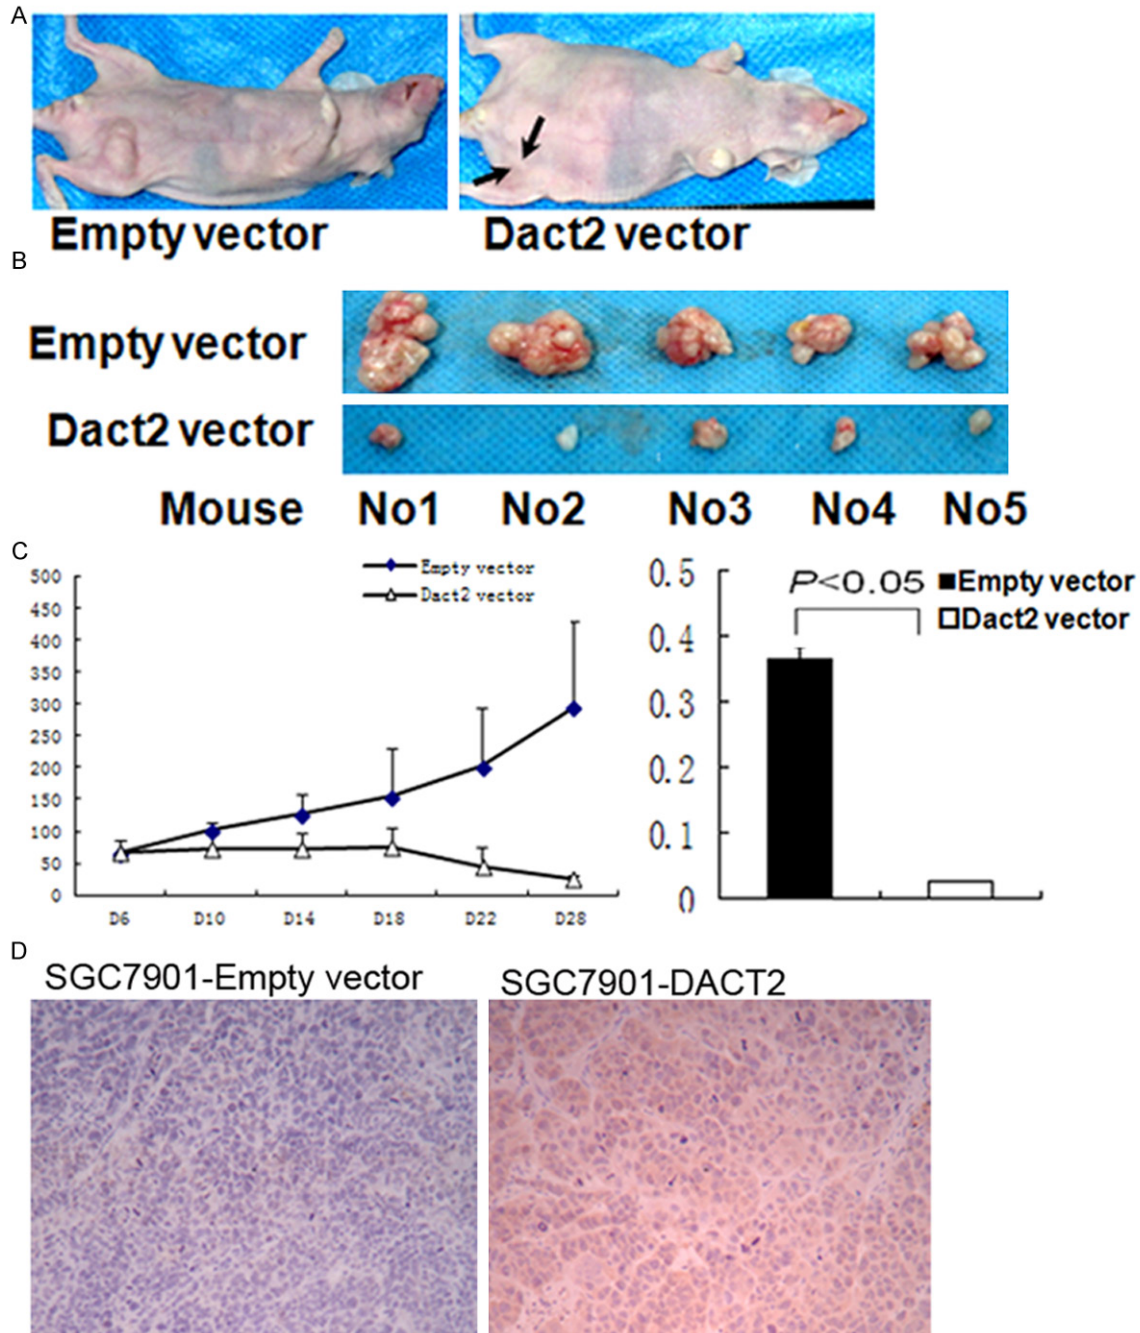 A
Empty vector
Dact2 vector
B
Empty vector
Dact2 vector
Mouse No1 No2 No3 No4 No5
C
500
450
400
350
300
250
200
150
100
50
0
D6 D10 D14 D18 D22 D28
Empty vector
Dact2 vector
0.5
0.4
0.3
0.2
0.1
0
P<0.05
Empty vector
Dact2 vector
D
SGC7901-Empty vector
SGC7901-DACT2